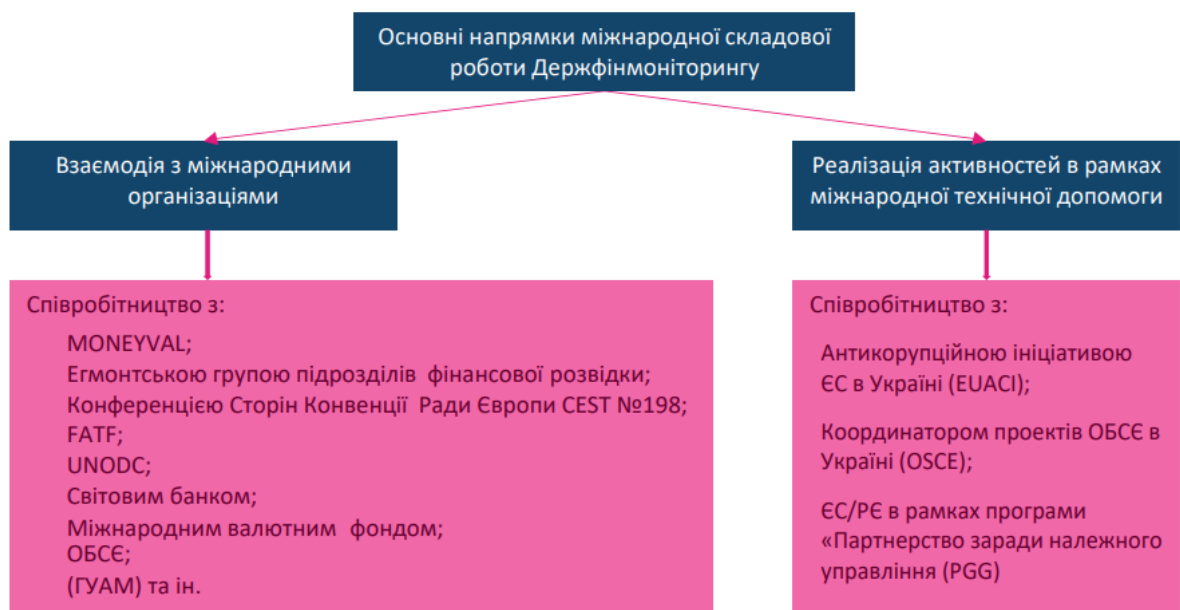 Основні напрямки міжнародної складової
роботи Держфінмоніторингу
Взаємодія з міжнародними
організаціями
Співробітництво з:
MONEYVAL;
Егмонтською групою підрозділів фінансової розвідки;
Конференцією Сторін Конвенції Ради Європи CEST №198;
FATF;
UNODC;
Світовим банком;
Міжнародним валютним фондом;
ОБСЄ;
(ГУАМ) та ін.
Реалізація активностей в рамках
міжнародної технічної допомоги
Співробітництво з:
Антикорупційною ініціативою
ЄС в Україні (EUACI);
Координатором проектів ОБСЄ в
Україні (OSCE);
ЄС/РЄ в рамках програми
«Партнерство заради належного
управління (PGG)